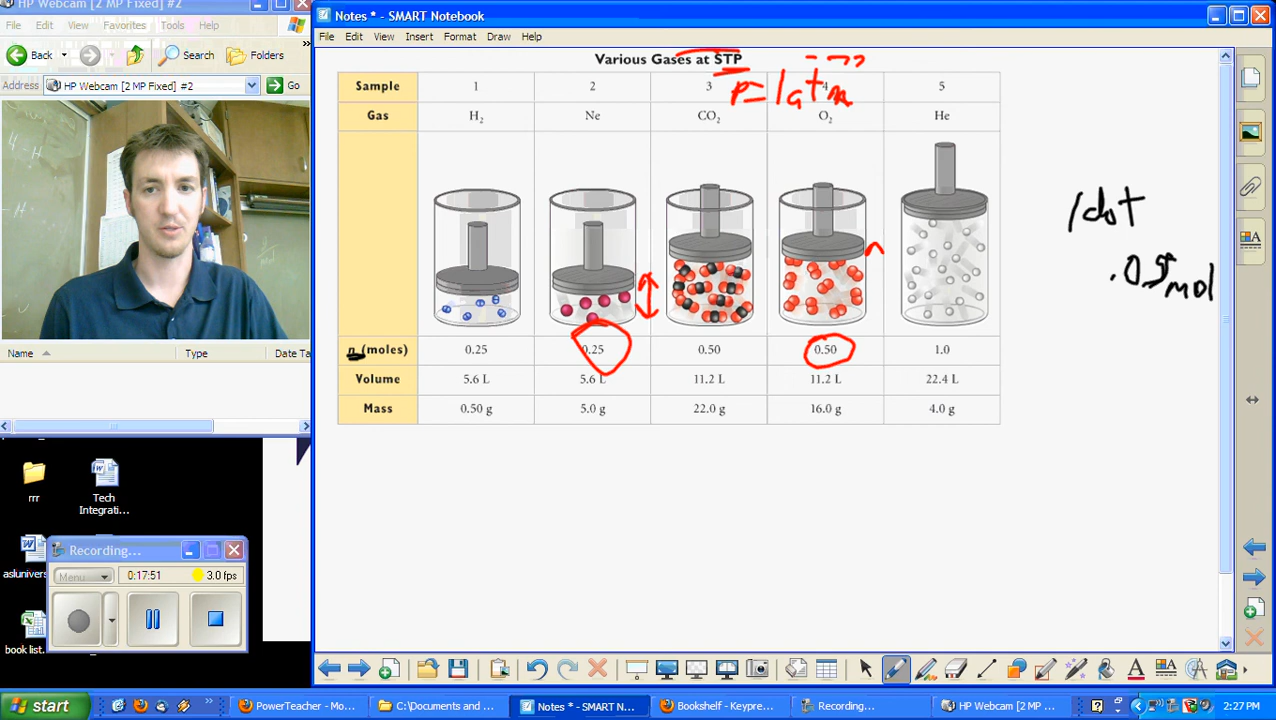 HP Webcam [2 MP Fixed] #2
File Edit View Favorites Tools Help
Back Search Folders
Address HP Webcam [2 MP Fixed] #2 Go
Name Type
rrr
Tech Integrati...
asluniver
book list.
Recording...
Menu 0:17:51 3.0 fps
Notes * - SMART Notebook
File Edit View Insert Format Draw Help
Various Gases at STP
P=1atm
Sample 1 2 3 4 5
Gas H₂ Ne CO₂ O₂ He
1dot
.05mol
n (moles) 0.25 0.25 0.50 0.50 1.0
Volume 5.6 L 5.6 L 11.2 L 11.2 L 22.4 L
Mass 0.50 g 5.0 g 22.0 g 16.0 g 4.0 g
start
PowerTeacher - Mo...
C:\Documents and ...
Notes * - SMART N...
Bookshelf - Keypre...
Recording...
HP Webcam [2 MP ...
2:27 PM